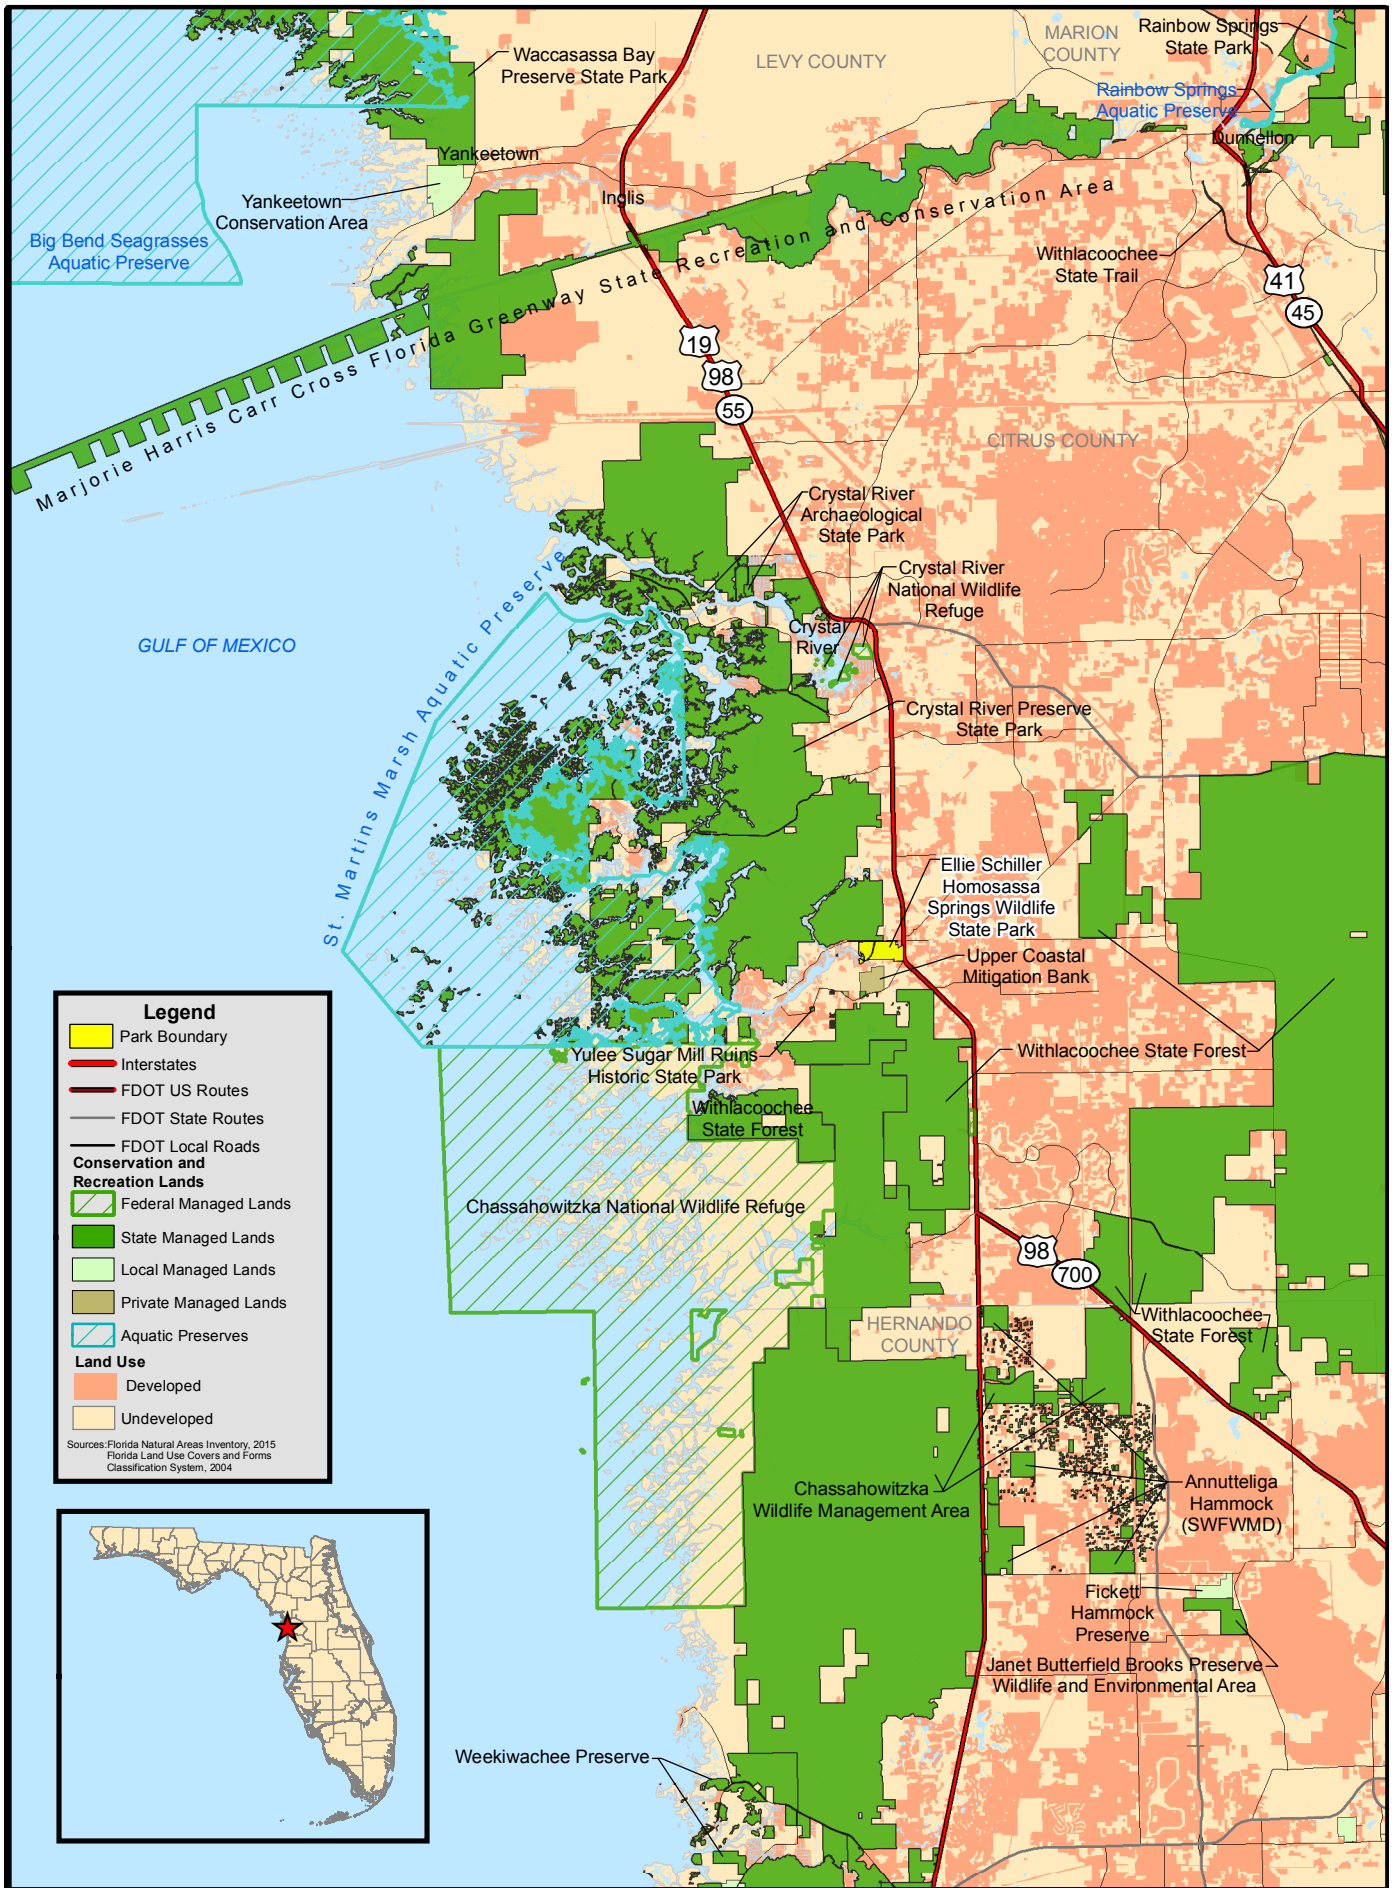 Rainbow Springs
State Park
MARION
COUNTY
LEVY COUNTY
Waccasassa Bay
Preserve State Park
Rainbow Springs
Aquatic Preserve
Dunnellon
Yankeetown
Yankeetown
Conservation Area
Inglis
Big Bend Seagrasses
Aquatic Preserve
Withlacoochee
State Trail
41
45
Marjorie Harris Carr Cross Florida Greenway State Recreation and Conservation Area
19
98
55
CITRUS COUNTY
Crystal River
Archaeological
State Park
Crystal River
National Wildlife
Refuge
Crystal
River
GULF OF MEXICO
St. Martins Marsh Aquatic Preserve
Crystal River Preserve
State Park
Ellie Schiller
Homosassa
Springs Wildlife
State Park
Upper Coastal
Mitigation Bank
Yulee Sugar Mill Ruins
Historic State Park
Withlacoochee State Forest
Withlacoochee
State Forest
Chassahowitzka National Wildlife Refuge
98
700
Withlacoochee
State Forest
HERNANDO
COUNTY
Chassahowitzka
Wildlife Management Area
Annutteliga
Hammock
(SWFWMD)
Fickett
Hammock
Preserve
Janet Butterfield Brooks Preserve
Wildlife and Environmental Area
Weekiwachee Preserve
Legend
Park Boundary
Interstates
FDOT US Routes
FDOT State Routes
FDOT Local Roads
Conservation and
Recreation Lands
Federal Managed Lands
State Managed Lands
Local Managed Lands
Private Managed Lands
Aquatic Preserves
Land Use
Developed
Undeveloped
Sources:Florida Natural Areas Inventory, 2015
Florida Land Use Covers and Forms
Classification System, 2004